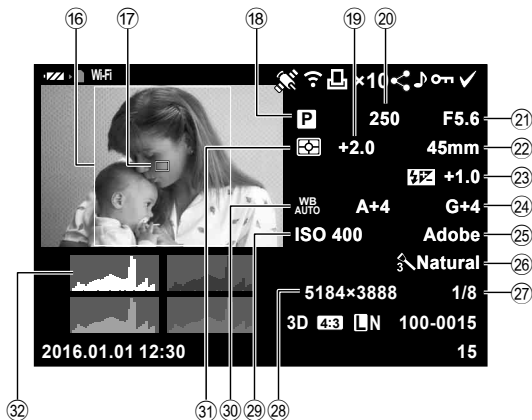 ⑯ ⑰ ⑱ ⑲ ⑳
Wi-Fi ×10
P 250 F5.6 ㉑
+2.0 45mm ㉒
+1.0 ㉓
WB AUTO A+4 G+4 ㉔
ISO 400 Adobe ㉕
3 Natural ㉖
5184×3888 1/8 ㉗
3D 4:3 LN 100-0015
2016.01.01 12:30 15
㉜ ㉛ ㉚ ㉙ ㉘